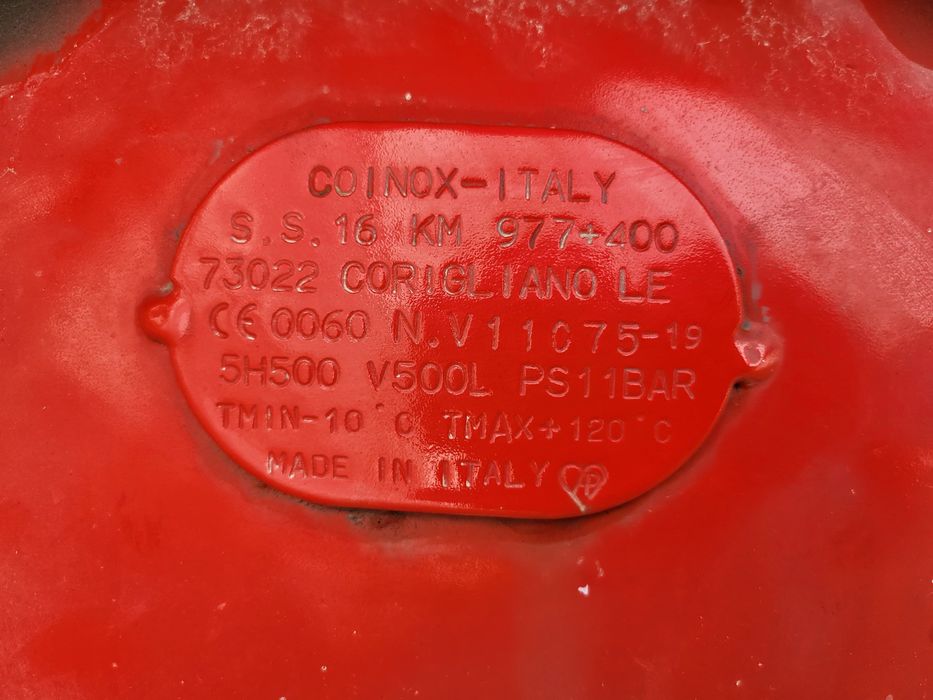 COINOX-ITALY
S.S.16 KM 977+400
73022 CORIGLIANO LE
CE 0060 N.V11075-19
5H500 V500L PS11BAR
TMIN-10°C TMAX+120°C
MADE IN ITALY